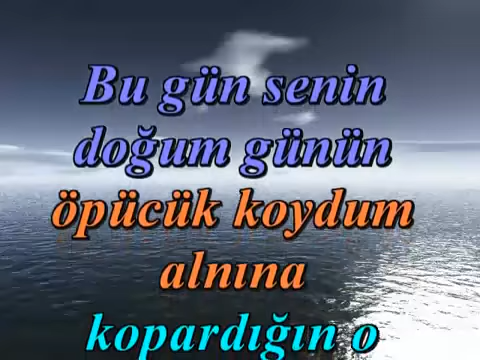 Bu gün senin
doğum günün
öpücük koydum
alnına
kopardığın o